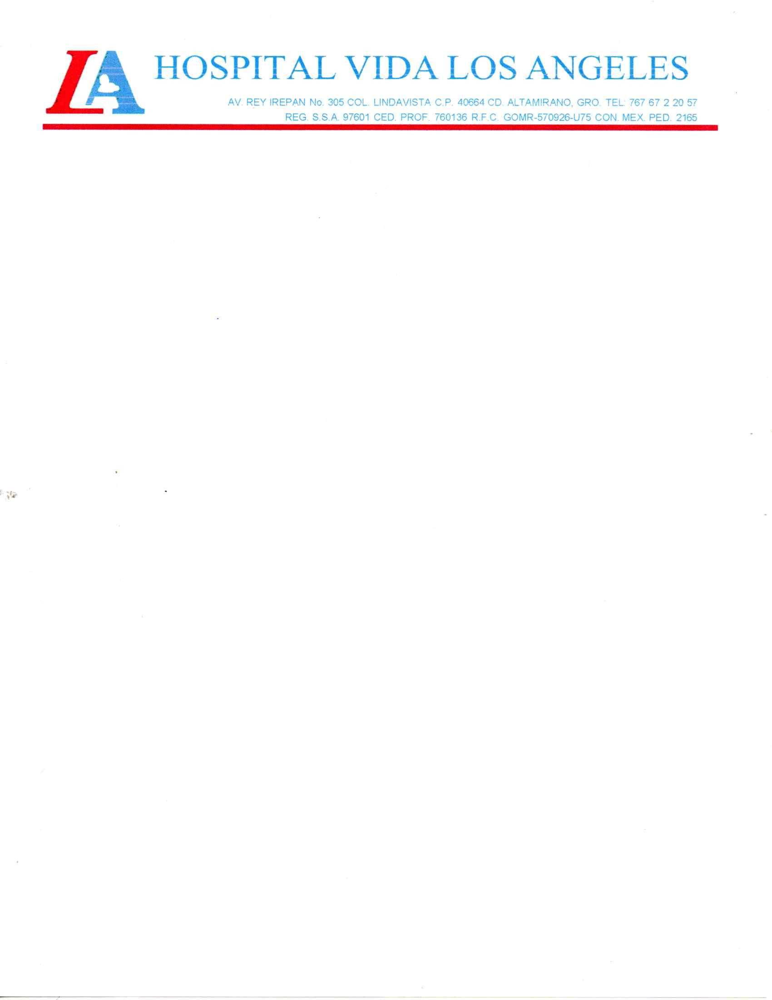 LA HOSPITAL VIDA LOS ANGELES
AV. REY IREPAN No. 305 COL. LINDAVISTA C.P. 40664 CD. ALTAMIRANO, GRO. TEL: 767 67 2 20 57
REG. S.S.A. 97601 CED. PROF. 760136 R.F.C. GOMR-570926-U75 CON. MEX. PED. 2165